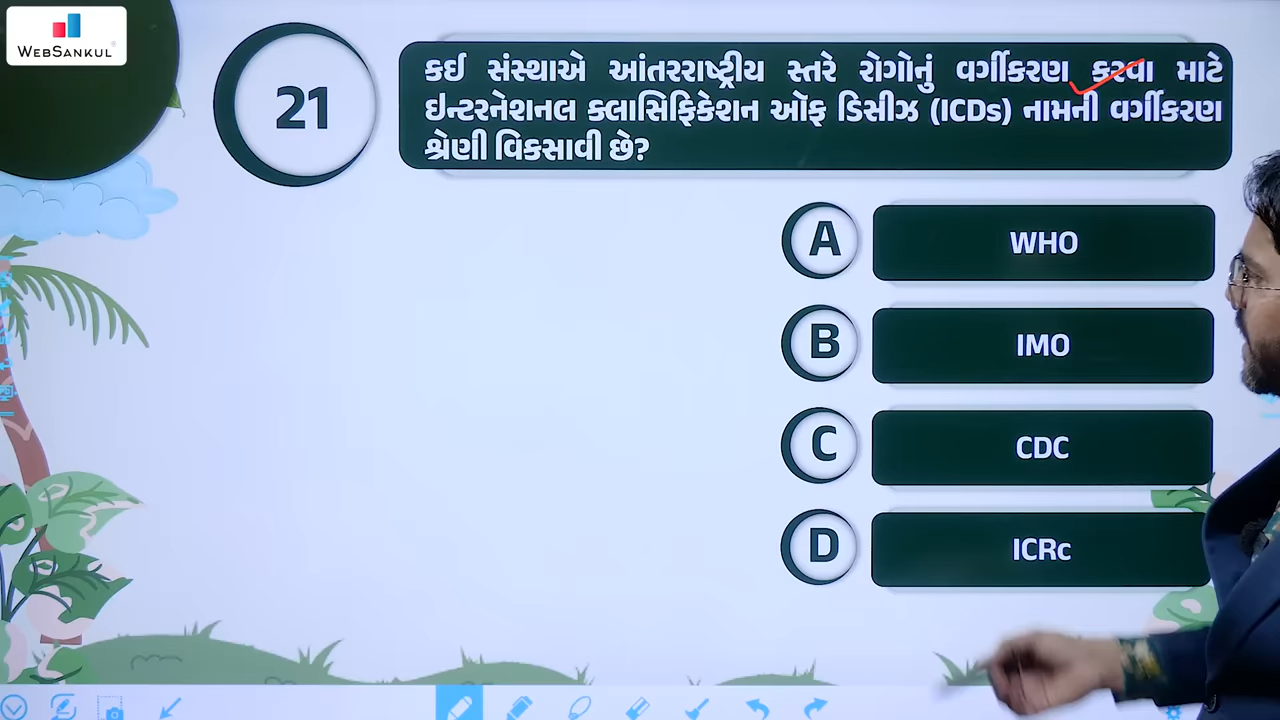 WEBSANKUL
21
કઈ સંસ્થાએ આંતરરાષ્ટ્રીય સ્તરે રોગોનું વર્ગીકરણ કરવા માટે
ઇન્ટરનેશનલ ક્લાસિફિકેશન ઑફ ડિસીઝ (ICDs) નામની વર્ગીકરણ
શ્રેણી વિકસાવી છે?
A WHO
B IMO
C CDC
D ICRc